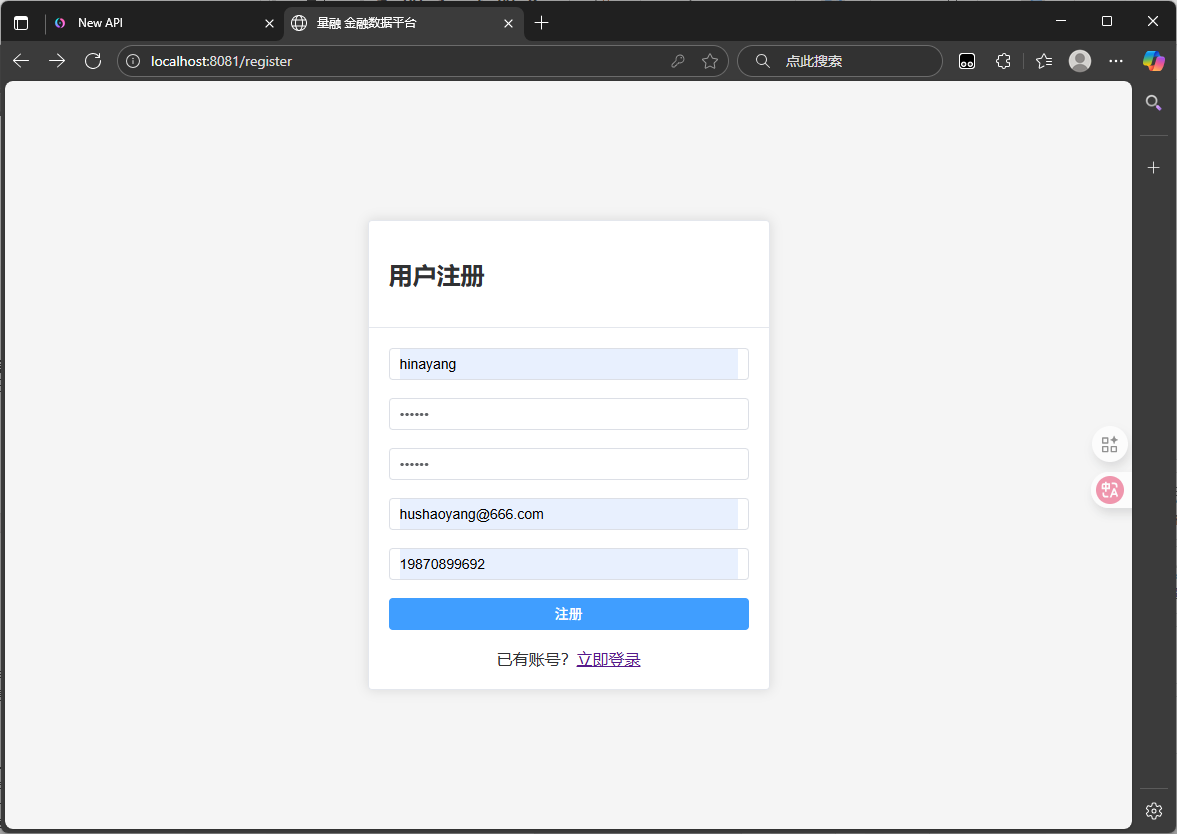 New API
量融 金融数据平台
localhost:8081/register
点此搜索
用户注册
hinayang
••••••
••••••
hushaoyang@666.com
19870899692
注册
已有账号？立即登录